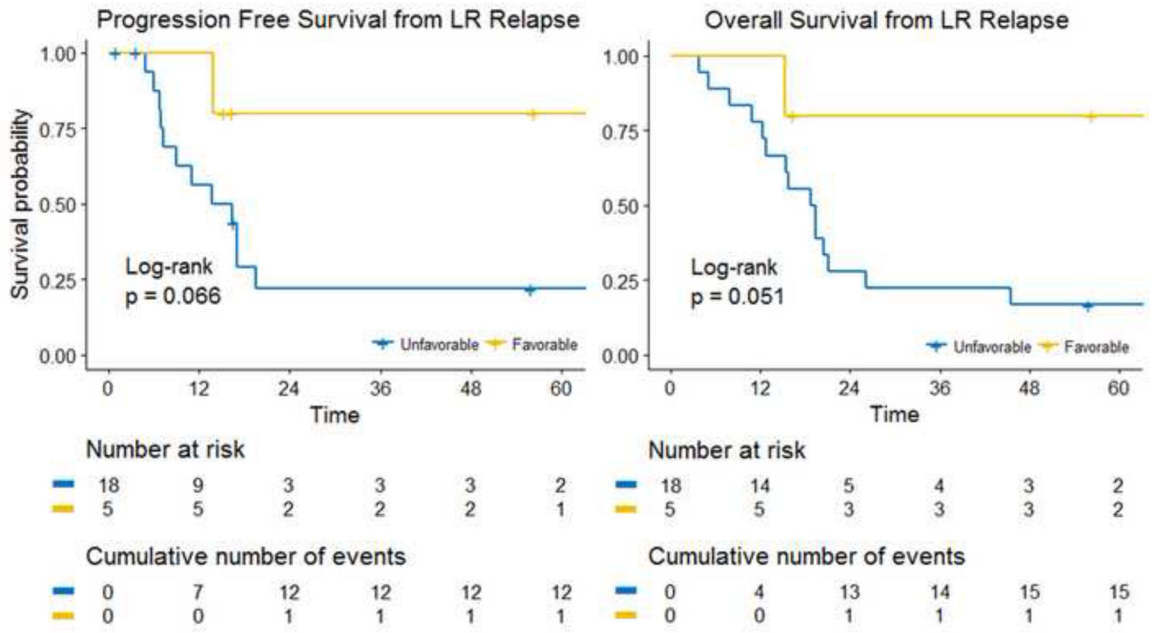 Progression Free Survival from LR Relapse
Survival probability
1.00
0.75
0.50
0.25
0.00
Log-rank
p = 0.066
Unfavorable Favorable
0 12 24 36 48 60
Time
Number at risk
18 9 3 3 3 2
5 5 2 2 2 1
Cumulative number of events
0 7 12 12 12 12
0 0 1 1 1 1
Overall Survival from LR Relapse
1.00
0.75
0.50
0.25
0.00
Log-rank
p = 0.051
Unfavorable Favorable
0 12 24 36 48 60
Time
Number at risk
18 14 5 4 3 2
5 5 3 3 3 2
Cumulative number of events
0 4 13 14 15 15
0 0 1 1 1 1